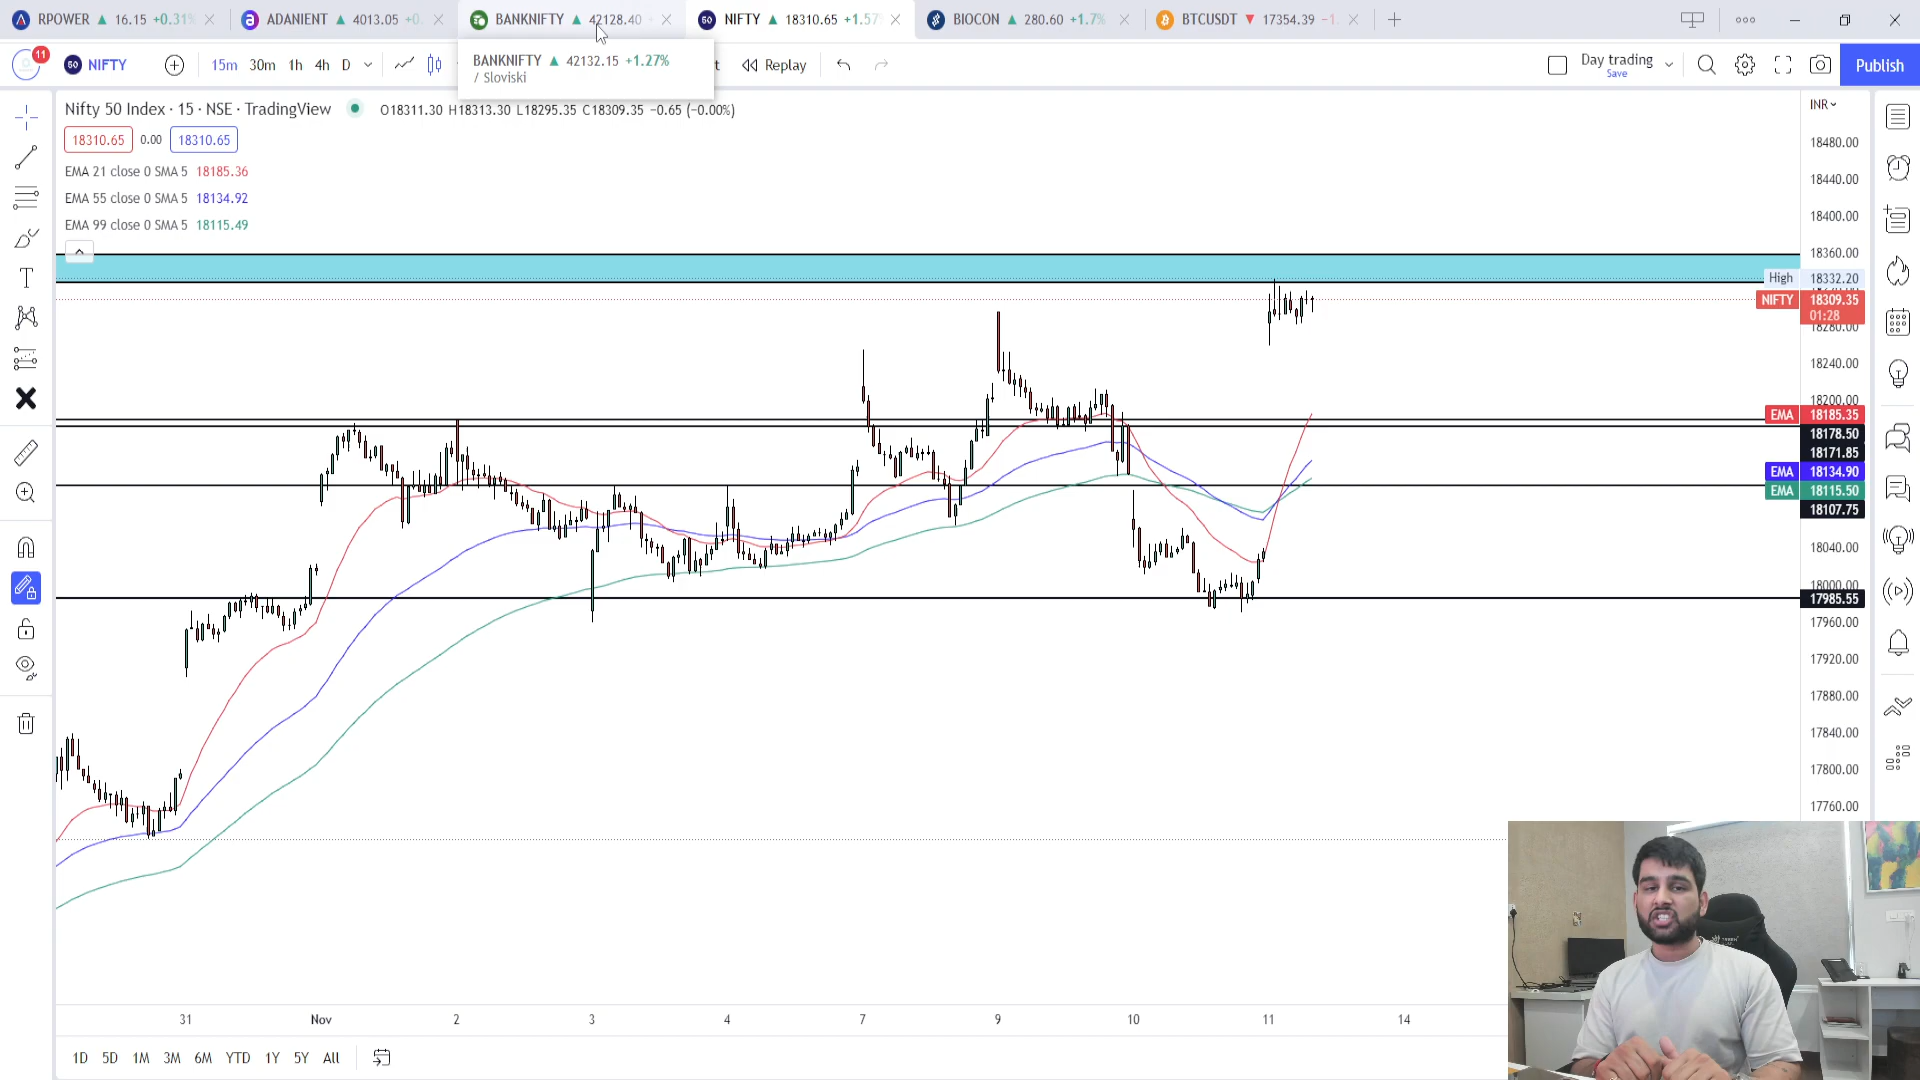 RPOWER ▲ 16.15 +0.31%
ADANIENT ▲ 4013.05 +0.
BANKNIFTY ▲ 42128.40 +
NIFTY ▲ 18310.65 +1.57
BIOCON ▲ 280.60 +1.7%
BTCUSDT ▼ 17354.39 −1.
11
50 NIFTY
15m 30m 1h 4h D
BANKNIFTY ▲ 42132.15 +1.27%
/ Sloviski
Replay
Day trading
Save
Publish
Nifty 50 Index · 15 · NSE · TradingView
O18311.30 H18313.30 L18295.35 C18309.35 −0.65 (−0.00%)
INR
18310.65 0.00 18310.65
EMA 21 close 0 SMA 5 18185.36
EMA 55 close 0 SMA 5 18134.92
EMA 99 close 0 SMA 5 18115.49
18480.00
18440.00
18400.00
18360.00
High 18332.20
NIFTY 18309.35
01:28
18280.00
18240.00
18200.00
EMA 18185.35
18178.50
18171.85
EMA 18134.90
EMA 18115.50
18107.75
18040.00
18000.00
17985.55
17960.00
17920.00
17880.00
17840.00
17800.00
17760.00
31 Nov 2 3 4 7 9 10 11 14
1D 5D 1M 3M 6M YTD 1Y 5Y All